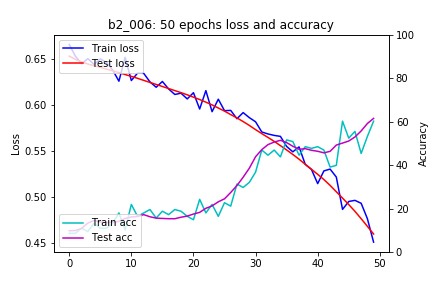 b2_006: 50 epochs loss and accuracy
Train loss
Test loss
Train acc
Test acc
Loss
0.65
0.60
0.55
0.50
0.45
Accuracy
100
80
60
40
20
0
0
10
20
30
40
50